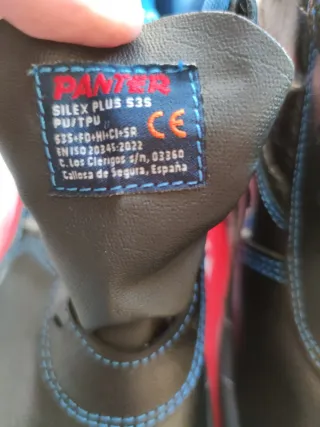 PANTER
SILEX PLUS S3S
PU/TPU
CE
S3S+FO+HI+CI+SR
EN ISO 20345:2022
C. Los Clerigos s/n, 03360
Callosa de Segura, España